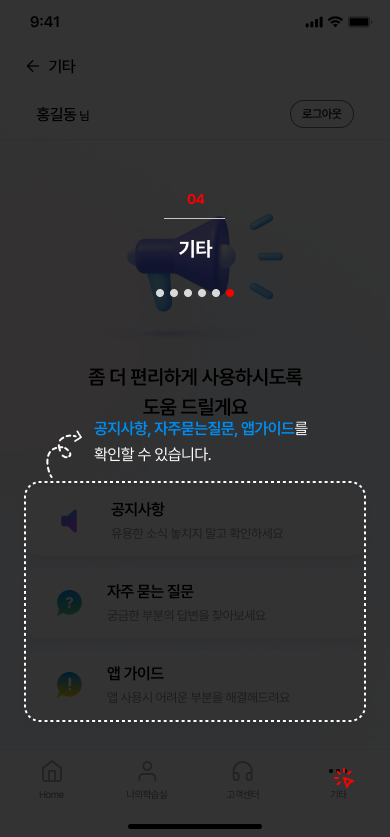 9:41
기타
홍길동 님
로그아웃
04
기타
좀 더 편리하게 사용하시도록
도움 드릴게요
공지사항, 자주묻는질문, 앱가이드를
확인할 수 있습니다.
공지사항
유용한 소식 놓치지 말고 확인하세요
자주 묻는 질문
궁금한 부분의 답변을 찾아보세요
앱 가이드
앱 사용시 어려운 부분을 해결해드려요
Home
나의학습실
고객센터
기타